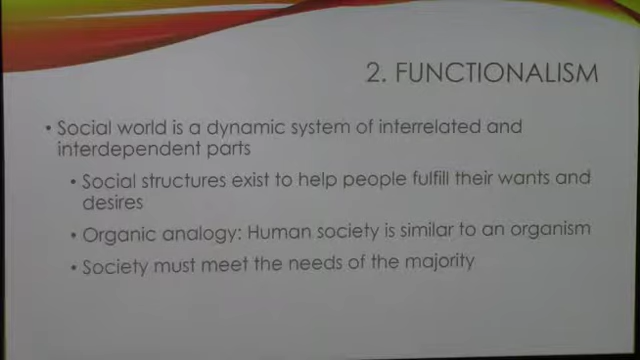 2. FUNCTIONALISM
• Social world is a dynamic system of interrelated and
interdependent parts
• Social structures exist to help people fulfill their wants and
desires
• Organic analogy: Human society is similar to an organism
• Society must meet the needs of the majority